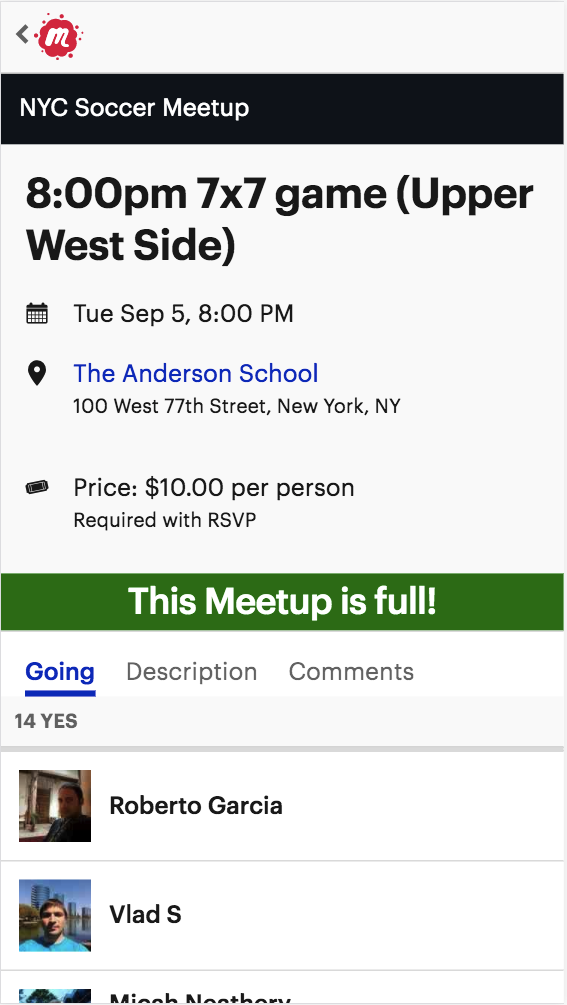 m
NYC Soccer Meetup
8:00pm 7x7 game (Upper
West Side)
Tue Sep 5, 8:00 PM
The Anderson School
100 West 77th Street, New York, NY
Price: $10.00 per person
Required with RSVP
This Meetup is full!
Going Description Comments
14 YES
Roberto Garcia
Vlad S
Micah